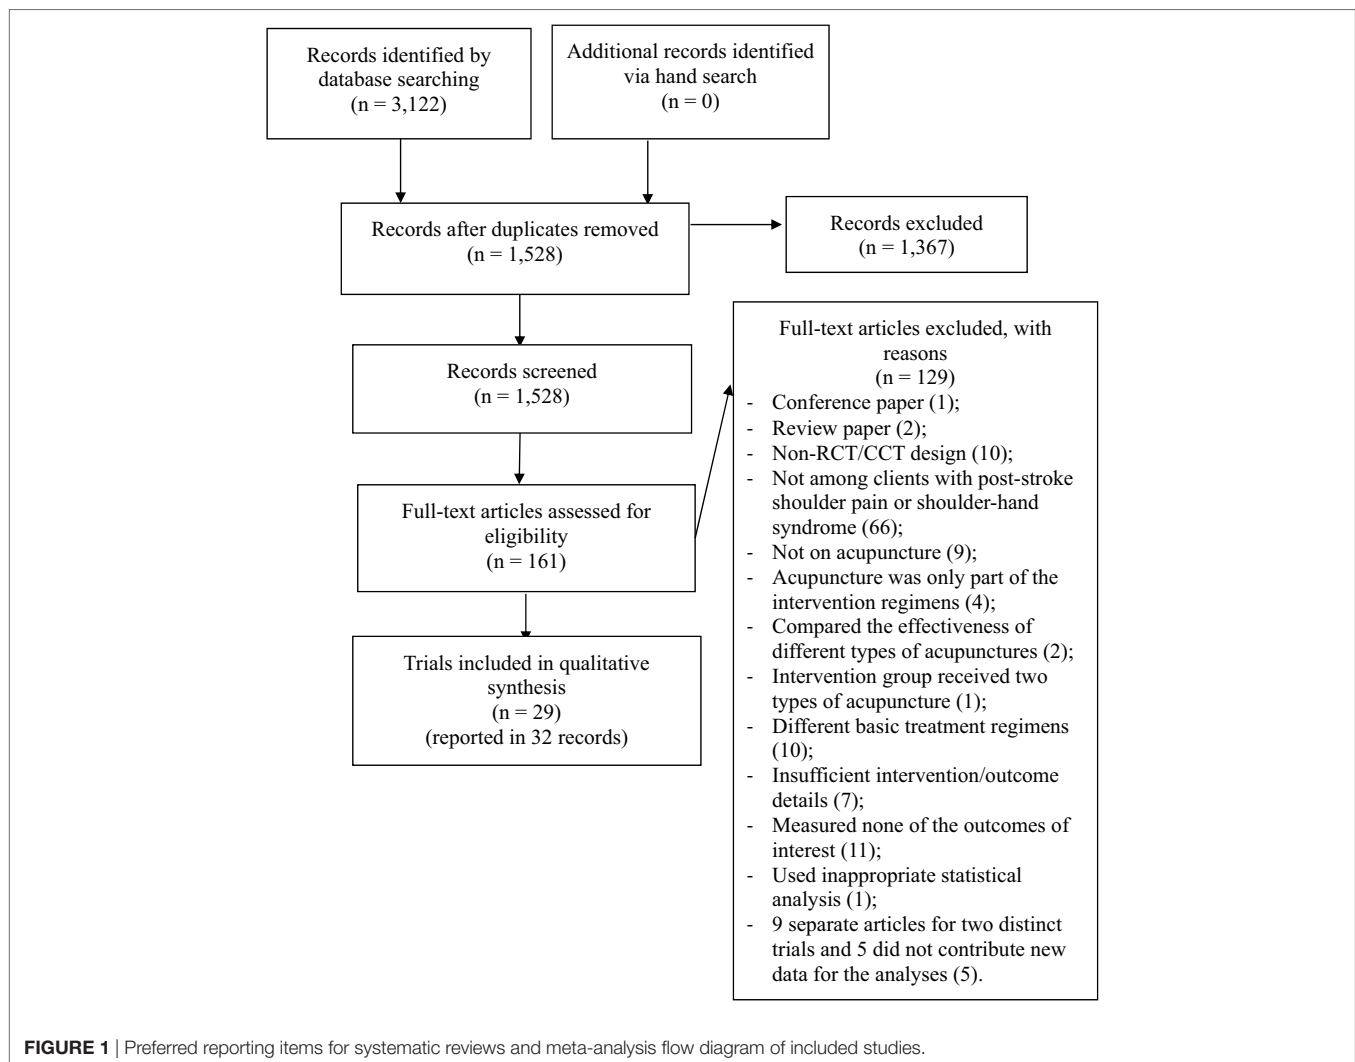 Records identified by
database searching
(n = 3,122)
Additional records identified
via hand search
(n = 0)
Records after duplicates removed
(n = 1,528)
Records excluded
(n = 1,367)
Records screened
(n = 1,528)
Full-text articles assessed for
eligibility
(n = 161)
Full-text articles excluded, with
reasons
(n = 129)
- Conference paper (1);
- Review paper (2);
- Non-RCT/CCT design (10);
- Not among clients with post-stroke
shoulder pain or shoulder-hand
syndrome (66);
- Not on acupuncture (9);
- Acupuncture was only part of the
intervention regimens (4);
- Compared the effectiveness of
different types of acupunctures (2);
- Intervention group received two
types of acupuncture (1);
- Different basic treatment regimens
(10);
- Insufficient intervention/outcome
details (7);
- Measured none of the outcomes of
interest (11);
- Used inappropriate statistical
analysis (1);
- 9 separate articles for two distinct
trials and 5 did not contribute new
data for the analyses (5).
Trials included in qualitative
synthesis
(n = 29)
(reported in 32 records)
FIGURE 1 | Preferred reporting items for systematic reviews and meta-analysis flow diagram of included studies.